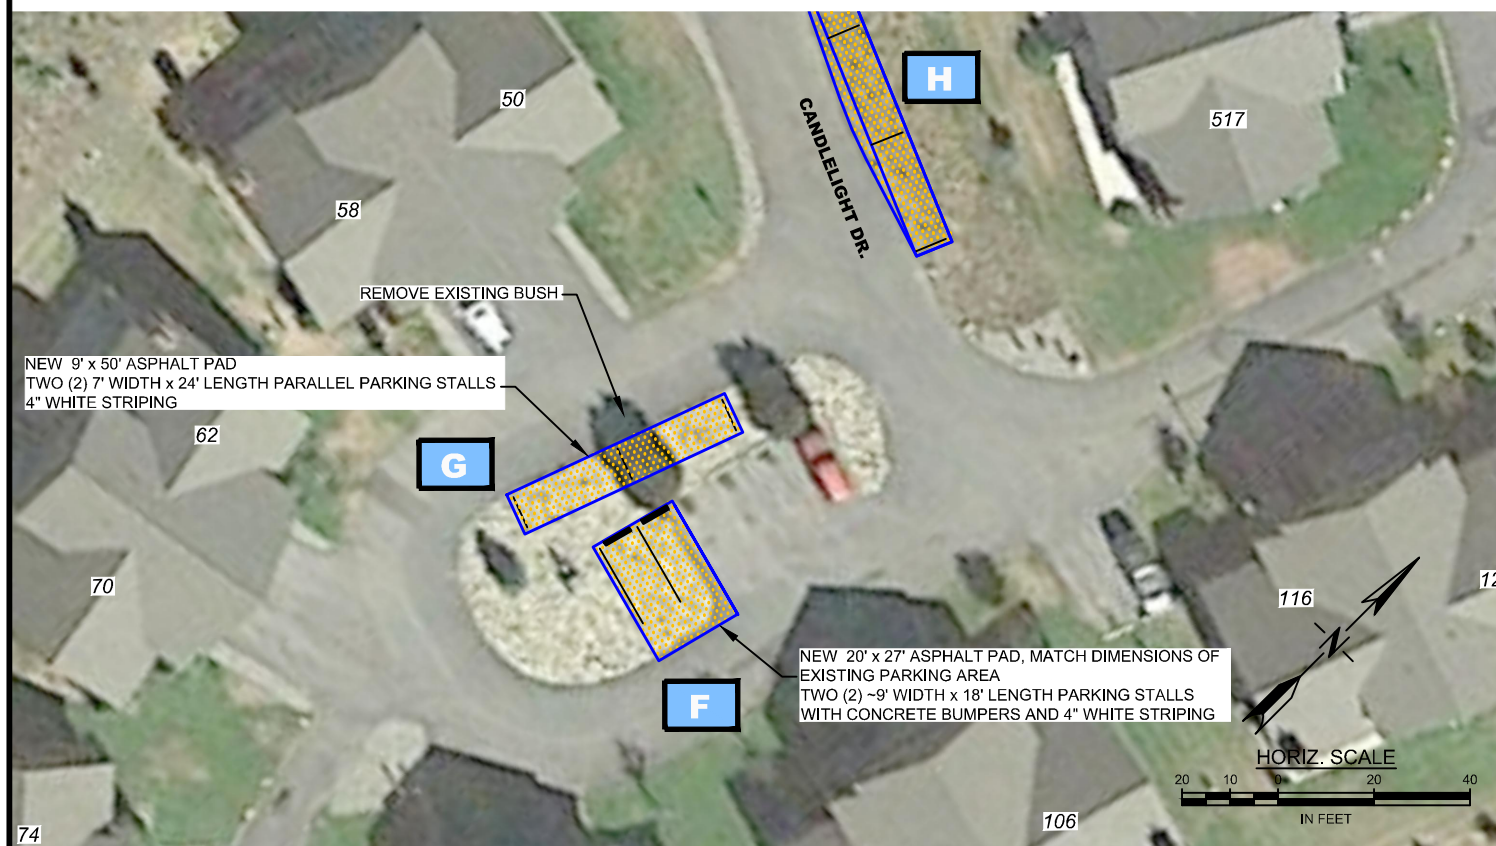 H
50
517
CANDLELIGHT DR.
58
REMOVE EXISTING BUSH
NEW 9' x 50' ASPHALT PAD
TWO (2) 7' WIDTH x 24' LENGTH PARALLEL PARKING STALLS
4" WHITE STRIPING
62
G
70
116
12
N
NEW 20' x 27' ASPHALT PAD, MATCH DIMENSIONS OF
EXISTING PARKING AREA
TWO (2) ~9' WIDTH x 18' LENGTH PARKING STALLS
WITH CONCRETE BUMPERS AND 4" WHITE STRIPING
F
HORIZ. SCALE
20 10 0 20 40
IN FEET
74
106